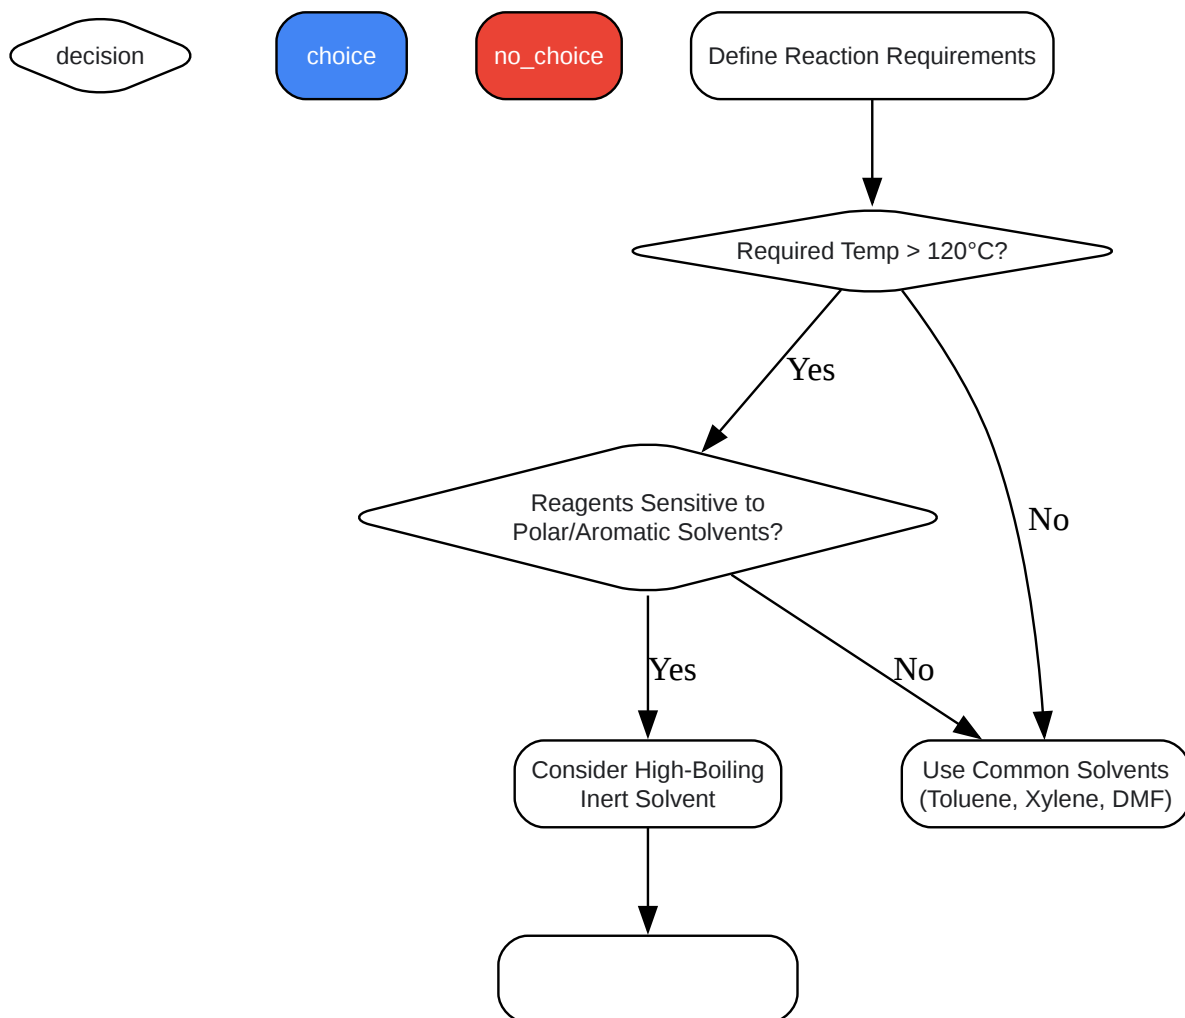 decision
choice
no_choice
Define Reaction Requirements
Required Temp > 120°C?
Yes
No
Reagents Sensitive to
Polar/Aromatic Solvents?
Yes
No
Consider High-Boiling
Inert Solvent
Use Common Solvents
(Toluene, Xylene, DMF)